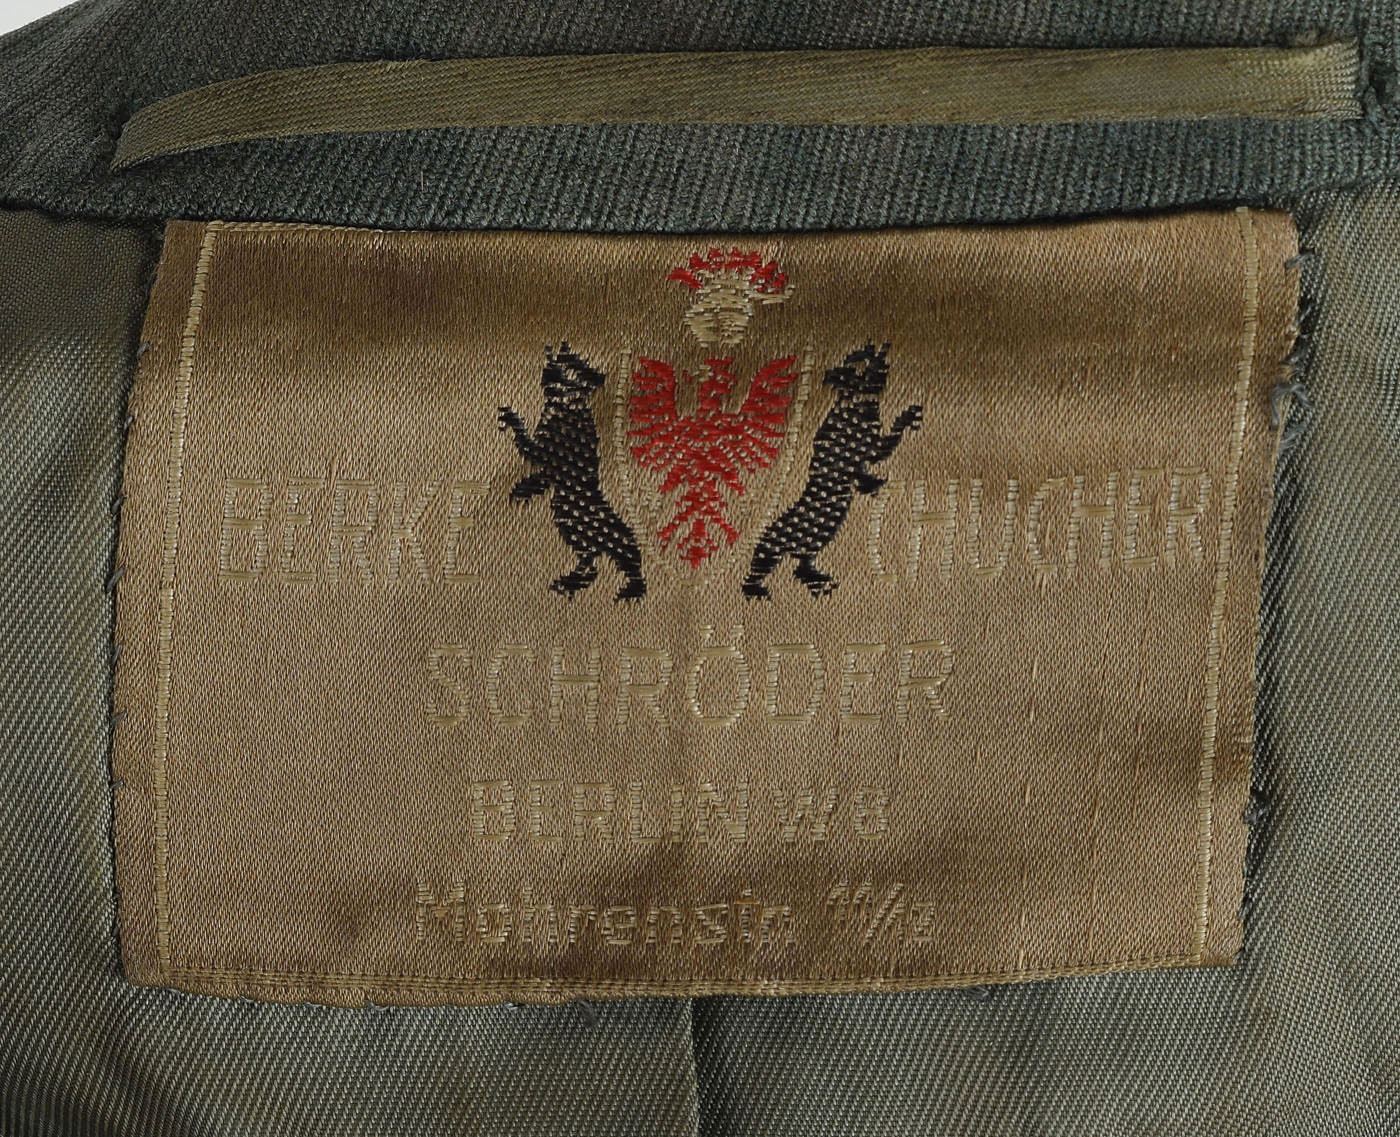 BERKE CHUCHER
SCHRÖDER
BERLIN W8
Mohrenstr. 11/12